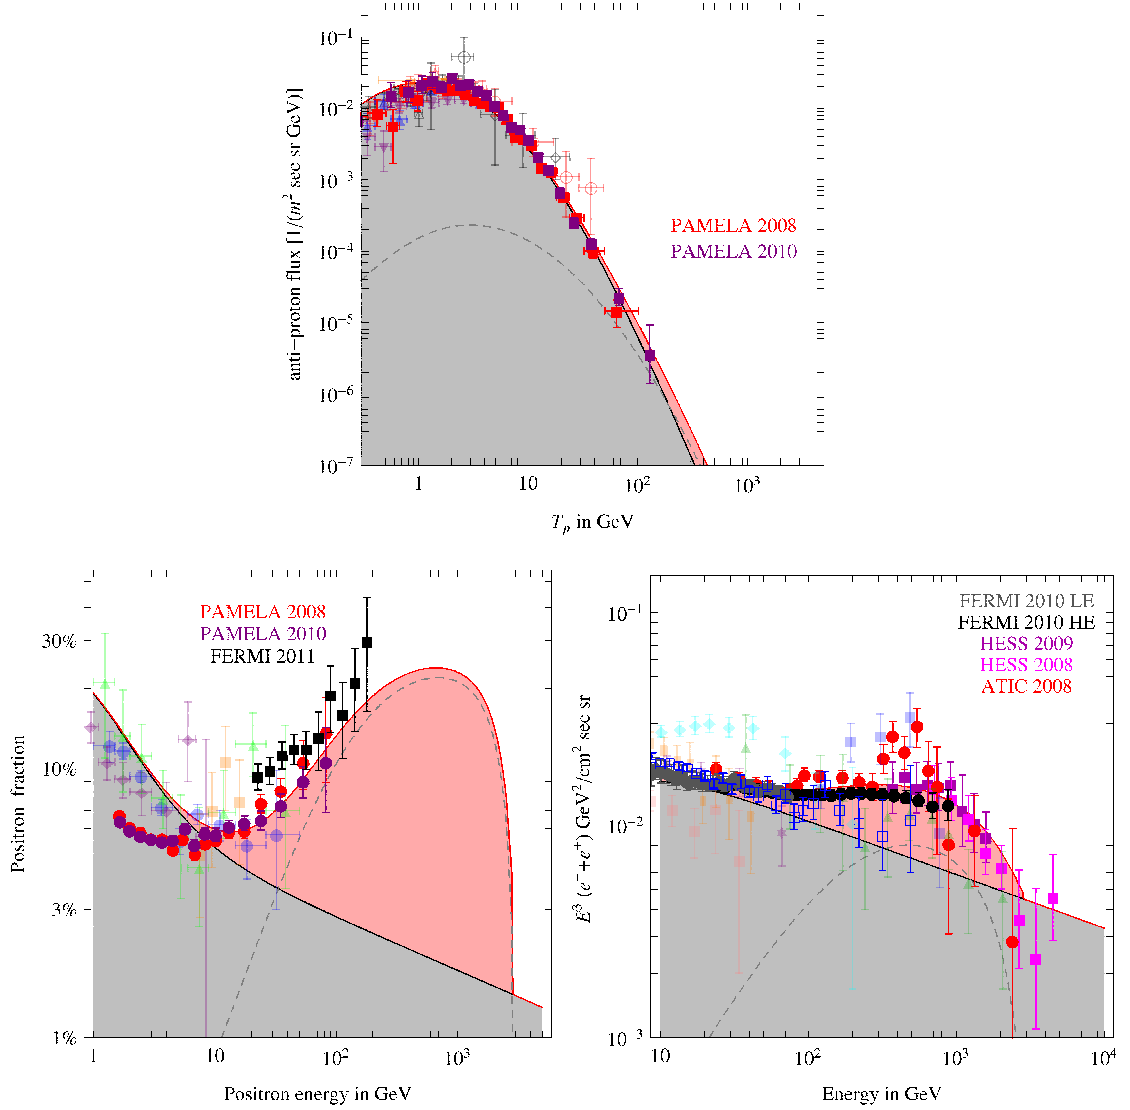 10⁻¹
10⁻²
10⁻³
10⁻⁴
10⁻⁵
10⁻⁶
10⁻⁷
anti−proton flux [1/(m² sec sr GeV)]
PAMELA 2008
PAMELA 2010
1 10 10² 10³
Tₚ in GeV
30%
10%
3%
1%
Positron fraction
PAMELA 2008
PAMELA 2010
FERMI 2011
1 10 10² 10³
Positron energy in GeV
10⁻¹
10⁻²
10⁻³
E³ (e⁻+e⁺) GeV²/cm² sec sr
FERMI 2010 LE
FERMI 2010 HE
HESS 2009
HESS 2008
ATIC 2008
10 10² 10³ 10⁴
Energy in GeV